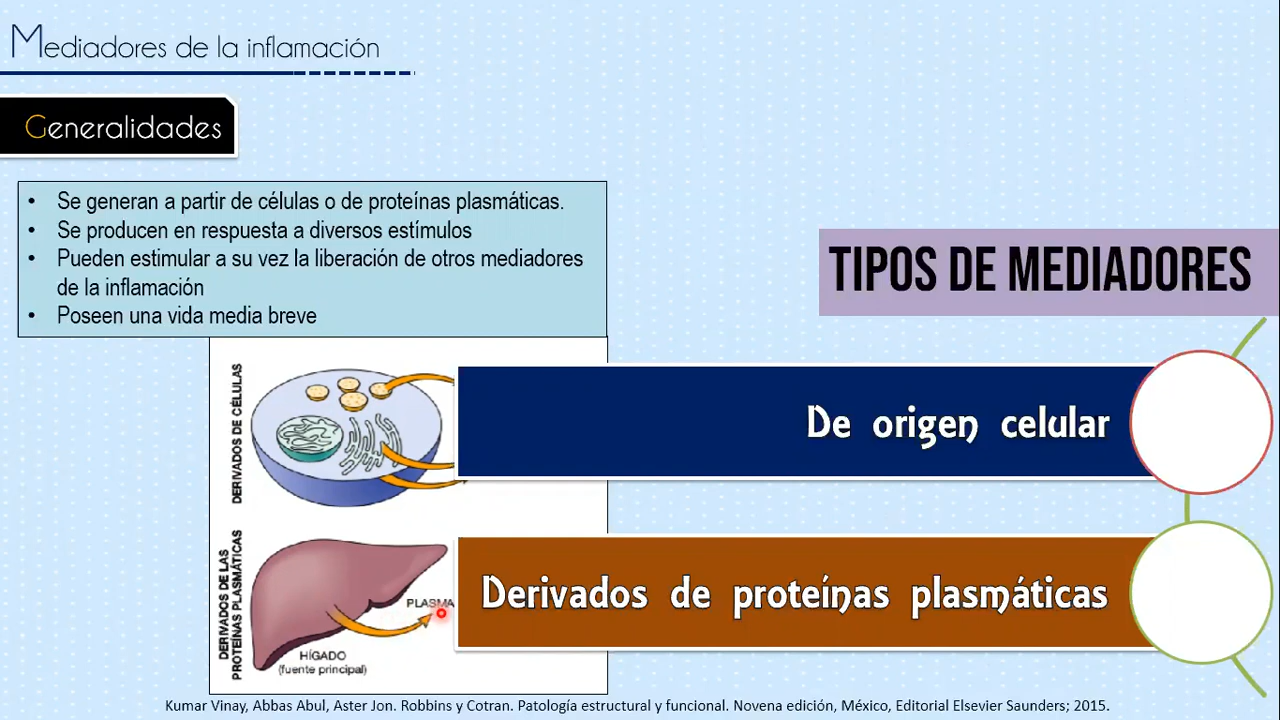 Mediadores de la inflamación
Generalidades
• Se generan a partir de células o de proteínas plasmáticas.
• Se producen en respuesta a diversos estímulos
• Pueden estimular a su vez la liberación de otros mediadores
de la inflamación
• Poseen una vida media breve
TIPOS DE MEDIADORES
DERIVADOS DE CÉLULAS
De origen celular
DERIVADOS DE LAS
PROTEÍNAS PLASMÁTICAS
PLASMA
HÍGADO
(fuente principal)
Derivados de proteínas plasmáticas
Kumar Vinay, Abbas Abul, Aster Jon. Robbins y Cotran. Patología estructural y funcional. Novena edición, México, Editorial Elsevier Saunders; 2015.